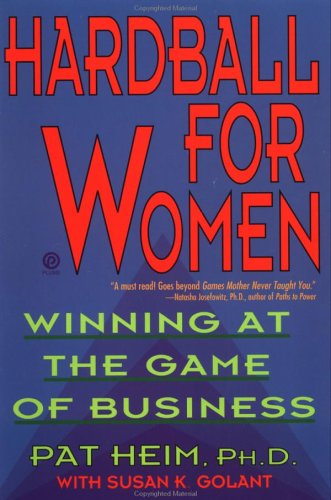 HARDBALL
FOR
WOMEN
PLUME
"A must read! Goes beyond Games Mother Never Taught You."
—Natasha Josefowitz, Ph.D., author of Paths to Power
WINNING AT
THE GAME
OF BUSINESS
PAT HEIM, PH.D.
WITH SUSAN K. GOLANT